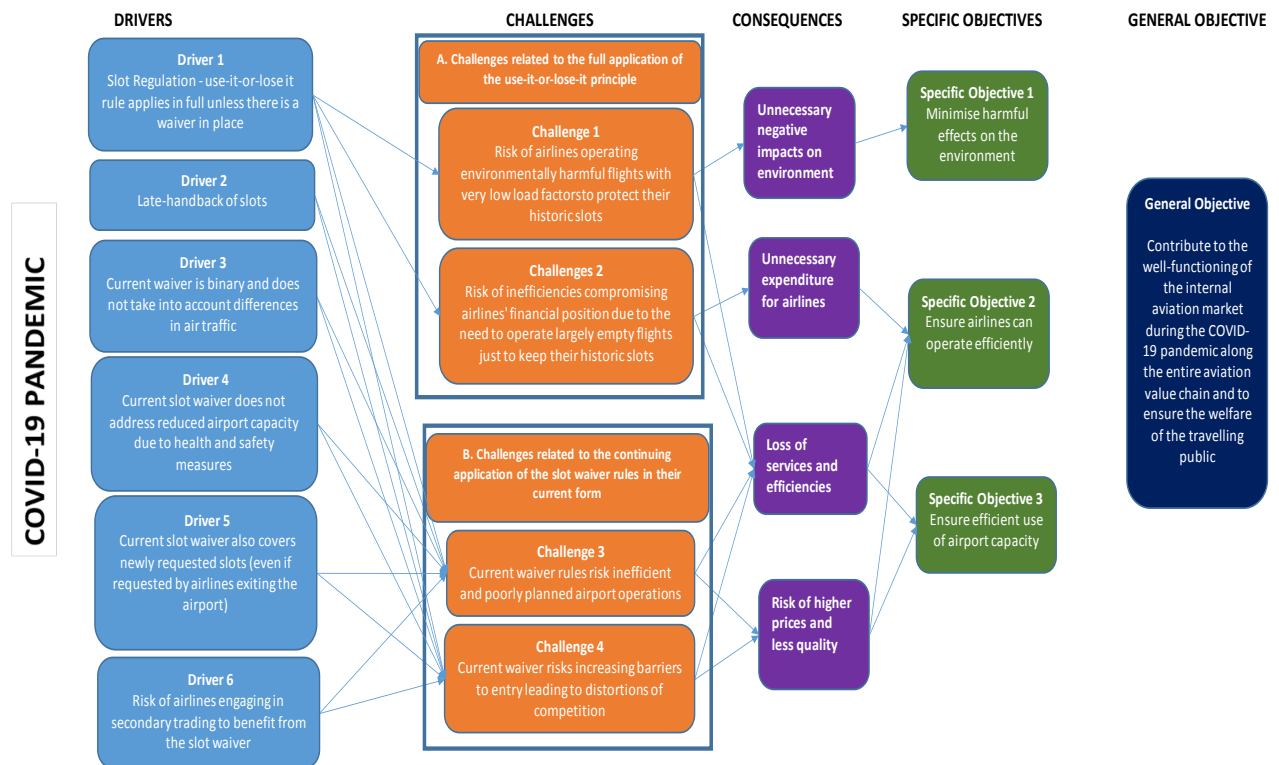 DRIVERS
CHALLENGES
CONSEQUENCES
SPECIFIC OBJECTIVES
GENERAL OBJECTIVE
COVID-19 PANDEMIC
Driver 1
Slot Regulation - use-it-or-lose it
rule applies in full unless there is a
waiver in place
Driver 2
Late-handback of slots
Driver 3
Current waiver is binary and does
not take into account differences
in air traffic
Driver 4
Current slot waiver does not
address reduced airport capacity
due to health and safety
measures
Driver 5
Current slot waiver also covers
newly requested slots (even if
requested by airlines exiting the
airport)
Driver 6
Risk of airlines engaging in
secondary trading to benefit from
the slot waiver
A. Challenges related to the full application of
the use-it-or-lose-it principle
Challenge 1
Risk of airlines operating
environmentally harmful flights with
very low load factorsto protect their
historic slots
Challenges 2
Risk of inefficiencies compromising
airlines' financial position due to the
need to operate largely empty flights
just to keep their historic slots
B. Challenges related to the continuing
application of the slot waiver rules in their
current form
Challenge 3
Current waiver rules risk inefficient
and poorly planned airport operations
Challenge 4
Current waiver risks increasing barriers
to entry leading to distortions of
competition
Unnecessary
negative
impacts on
environment
Unnecessary
expenditure
for airlines
Loss of
services and
efficiencies
Risk of higher
prices and
less quality
Specific Objective 1
Minimise harmful
effects on the
environment
Specific Objective 2
Ensure airlines can
operate efficiently
Specific Objective 3
Ensure efficient use
of airport capacity
General Objective
Contribute to the
well-functioning of
the internal
aviation market
during the COVID-
19 pandemic along
the entire aviation
value chain and to
ensure the welfare
of the travelling
public